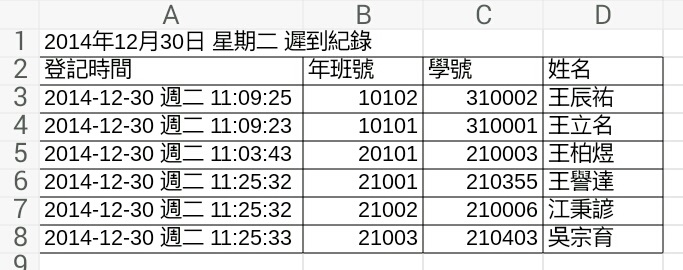 A B C D
1 2014年12月30日 星期二 遲到紀錄
2 登記時間 年班號 學號 姓名
3 2014-12-30 週二 11:09:25 10102 310002 王辰祐
4 2014-12-30 週二 11:09:23 10101 310001 王立名
5 2014-12-30 週二 11:03:43 20101 210003 王柏煜
6 2014-12-30 週二 11:25:32 21001 210355 王譽達
7 2014-12-30 週二 11:25:32 21002 210006 江秉諺
8 2014-12-30 週二 11:25:33 21003 210403 吳宗育
9